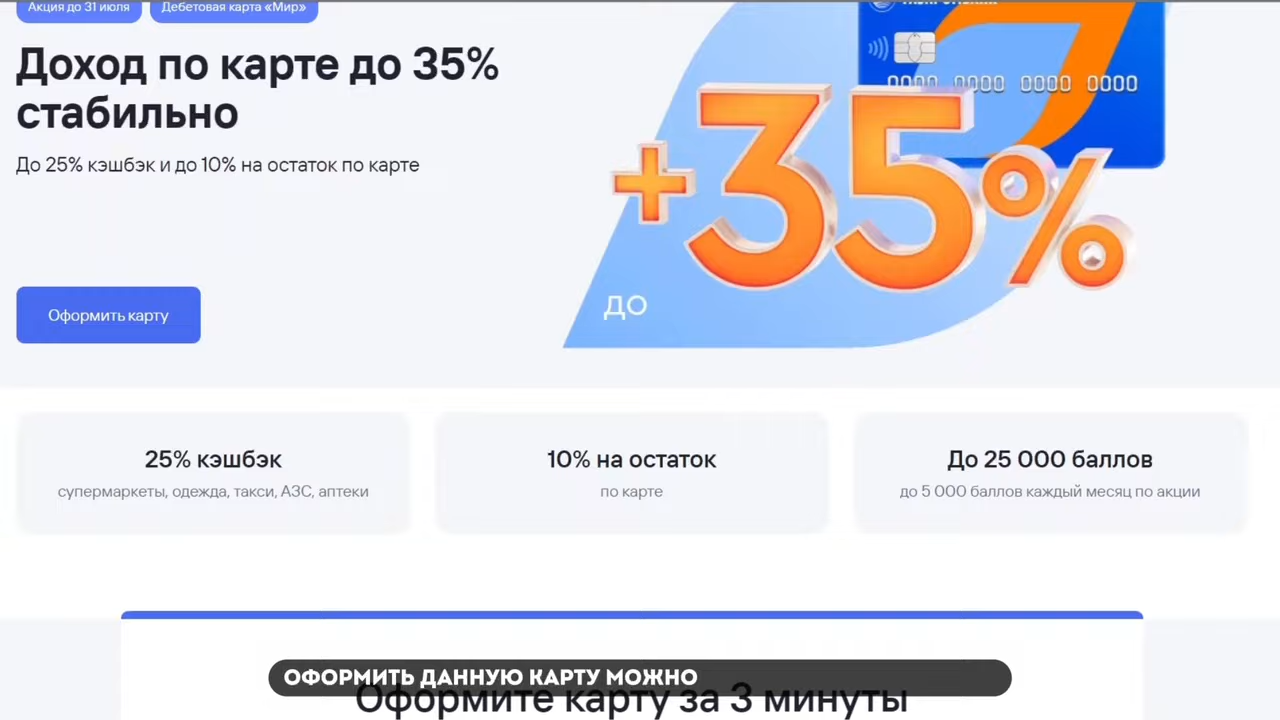 Акция до 31 июля
Дебетовая карта «Мир»
Доход по карте до 35%
стабильно
До 25% кэшбэк и до 10% на остаток по карте
Оформить карту
0000 0000 0000 0000
+35%
ДО
25% кэшбэк
супермаркеты, одежда, такси, АЗС, аптеки
10% на остаток
по карте
До 25 000 баллов
до 5 000 баллов каждый месяц по акции
ОФОРМИТЬ ДАННУЮ КАРТУ МОЖНО
Оформите карту за 3 минуты